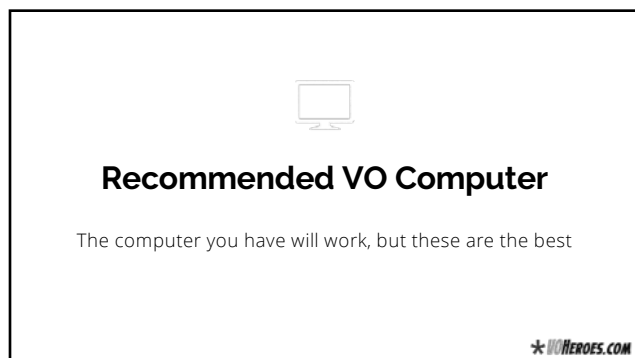 Recommended VO Computer
The computer you have will work, but these are the best
VOHEROES.COM